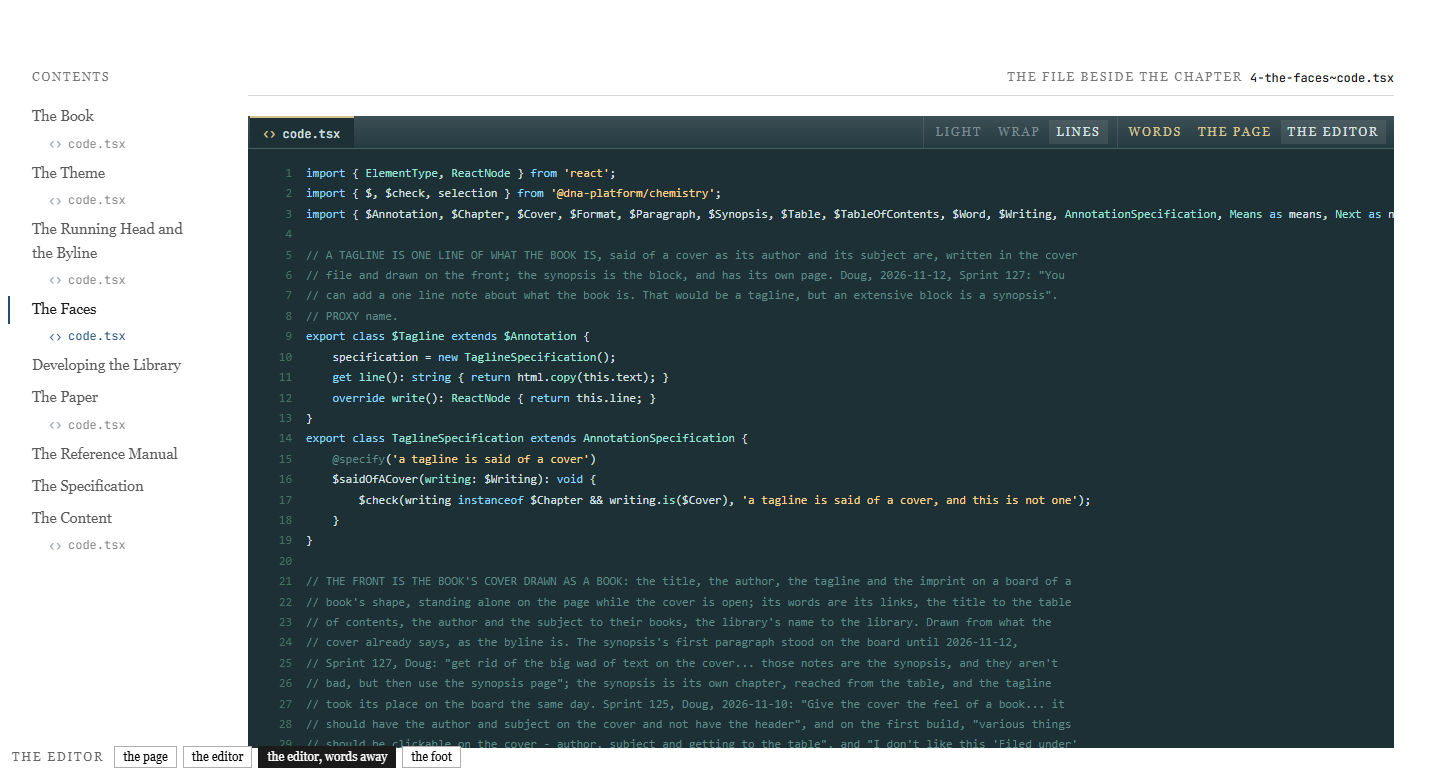 CONTENTS
THE FILE BESIDE THE CHAPTER 4-the-faces~code.tsx
The Book
<> code.tsx
The Theme
<> code.tsx
The Running Head and
the Byline
<> code.tsx
The Faces
<> code.tsx
Developing the Library
The Paper
<> code.tsx
The Reference Manual
The Specification
The Content
<> code.tsx
<> code.tsx
LIGHT WRAP LINES WORDS THE PAGE THE EDITOR
1 import { ElementType, ReactNode } from 'react';
2 import { $, $check, selection } from '@dna-platform/chemistry';
3 import { $Annotation, $Chapter, $Cover, $Format, $Paragraph, $Synopsis, $Table, $TableOfContents, $Word, $Writing, AnnotationSpecification, Means as means, Next as n
4
5 // A TAGLINE IS ONE LINE OF WHAT THE BOOK IS, said of a cover as its author and its subject are, written in the cover
6 // file and drawn on the front; the synopsis is the block, and has its own page. Doug, 2026-11-12, Sprint 127: "You
7 // can add a one line note about what the book is. That would be a tagline, but an extensive block is a synopsis".
8 // PROXY name.
9 export class $Tagline extends $Annotation {
10 specification = new TaglineSpecification();
11 get line(): string { return html.copy(this.text); }
12 override write(): ReactNode { return this.line; }
13 }
14 export class TaglineSpecification extends AnnotationSpecification {
15 @specify('a tagline is said of a cover')
16 $saidOfACover(writing: $Writing): void {
17 $check(writing instanceof $Chapter && writing.is($Cover), 'a tagline is said of a cover, and this is not one');
18 }
19 }
20
21 // THE FRONT IS THE BOOK'S COVER DRAWN AS A BOOK: the title, the author, the tagline and the imprint on a board of a
22 // book's shape, standing alone on the page while the cover is open; its words are its links, the title to the table
23 // of contents, the author and the subject to their books, the library's name to the library. Drawn from what the
24 // cover already says, as the byline is. The synopsis's first paragraph stood on the board until 2026-11-12,
25 // Sprint 127, Doug: "get rid of the big wad of text on the cover... those notes are the synopsis, and they aren't
26 // bad, but then use the synopsis page"; the synopsis is its own chapter, reached from the table, and the tagline
27 // took its place on the board the same day. Sprint 125, Doug, 2026-11-10: "Give the cover the feel of a book... it
28 // should have the author and subject on the cover and not have the header", and on the first build, "various things
29 // should be clickable on the cover - author, subject and getting to the table", and "I don't like this 'Filed under'
THE EDITOR the page the editor the editor, words away the foot